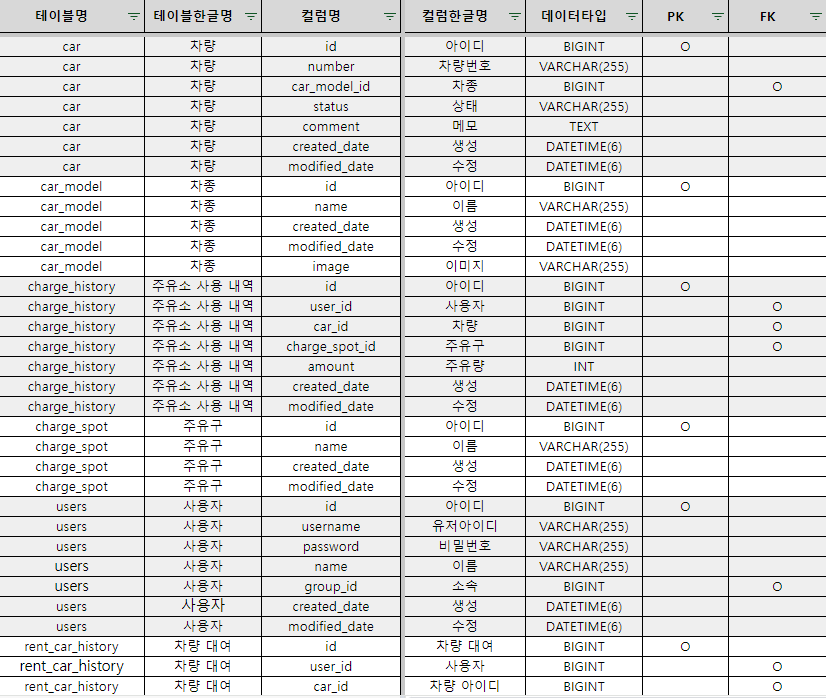 테이블명 테이블한글명 컬럼명 컬럼한글명 데이터타입 PK FK
car 차량 id 아이디 BIGINT O
car 차량 number 차량번호 VARCHAR(255)
car 차량 car_model_id 차종 BIGINT O
car 차량 status 상태 VARCHAR(255)
car 차량 comment 메모 TEXT
car 차량 created_date 생성 DATETIME(6)
car 차량 modified_date 수정 DATETIME(6)
car_model 차종 id 아이디 BIGINT O
car_model 차종 name 이름 VARCHAR(255)
car_model 차종 created_date 생성 DATETIME(6)
car_model 차종 modified_date 수정 DATETIME(6)
car_model 차종 image 이미지 VARCHAR(255)
charge_history 주유소 사용 내역 id 아이디 BIGINT O
charge_history 주유소 사용 내역 user_id 사용자 BIGINT O
charge_history 주유소 사용 내역 car_id 차량 BIGINT O
charge_history 주유소 사용 내역 charge_spot_id 주유구 BIGINT O
charge_history 주유소 사용 내역 amount 주유량 INT
charge_history 주유소 사용 내역 created_date 생성 DATETIME(6)
charge_history 주유소 사용 내역 modified_date 수정 DATETIME(6)
charge_spot 주유구 id 아이디 BIGINT O
charge_spot 주유구 name 이름 VARCHAR(255)
charge_spot 주유구 created_date 생성 DATETIME(6)
charge_spot 주유구 modified_date 수정 DATETIME(6)
users 사용자 id 아이디 BIGINT O
users 사용자 username 유저아이디 VARCHAR(255)
users 사용자 password 비밀번호 VARCHAR(255)
users 사용자 name 이름 VARCHAR(255)
users 사용자 group_id 소속 BIGINT O
users 사용자 created_date 생성 DATETIME(6)
users 사용자 modified_date 수정 DATETIME(6)
rent_car_history 차량 대여 id 차량 대여 BIGINT O
rent_car_history 차량 대여 user_id 사용자 BIGINT O
rent_car_history 차량 대여 car_id 차량 아이디 BIGINT O